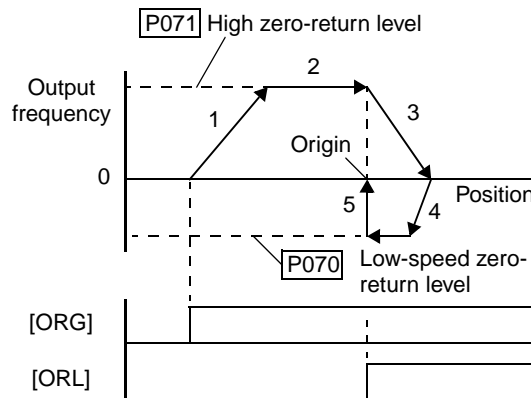 P071 High zero-return level
2
Output
frequency
1
3
Origin
0
5
Position
4
P070
Low-speed zero-
return level
[ORG]
[ORL]